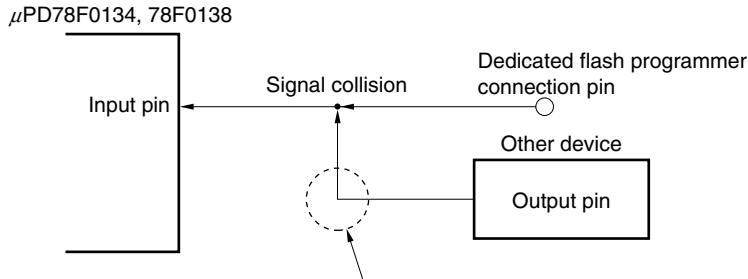 μPD78F0134, 78F0138
Dedicated flash programmer
connection pin
Signal collision
Input pin
Other device
Output pin